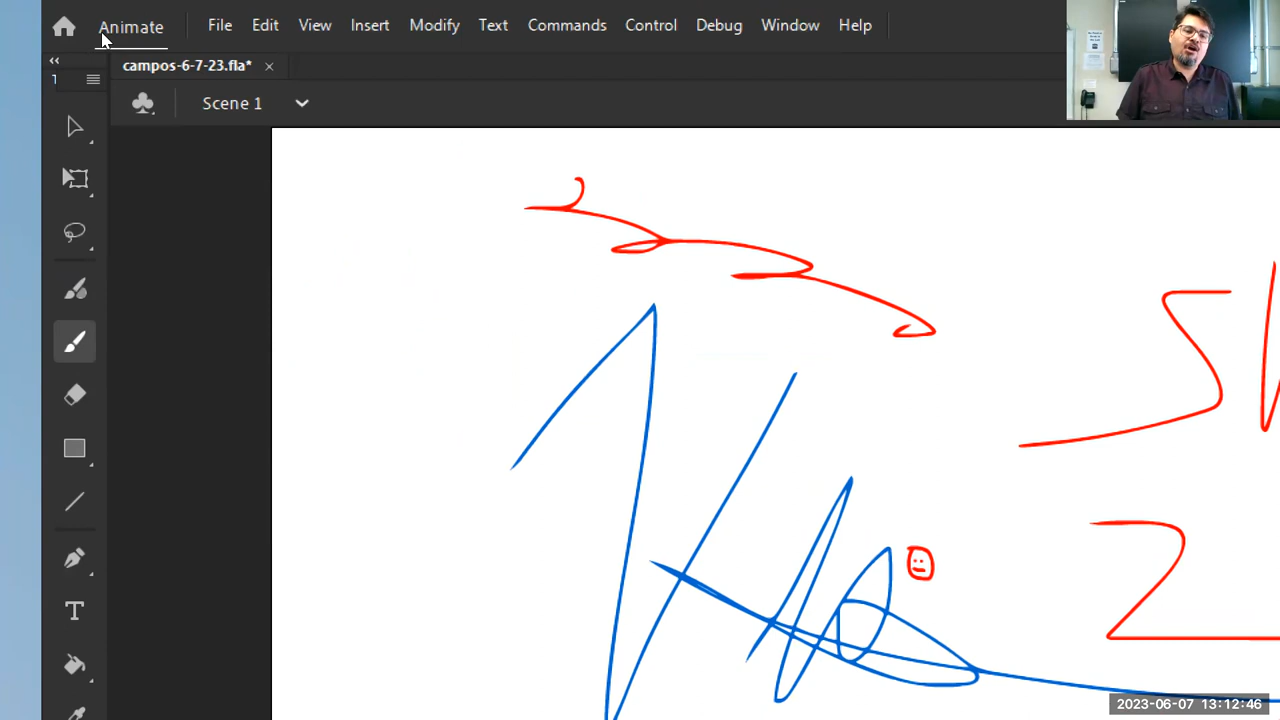 Animate File Edit View Insert Modify Text Commands Control Debug Window Help
campos-6-7-23.fla* ×
Scene 1
T
2023-06-07 13:12:46